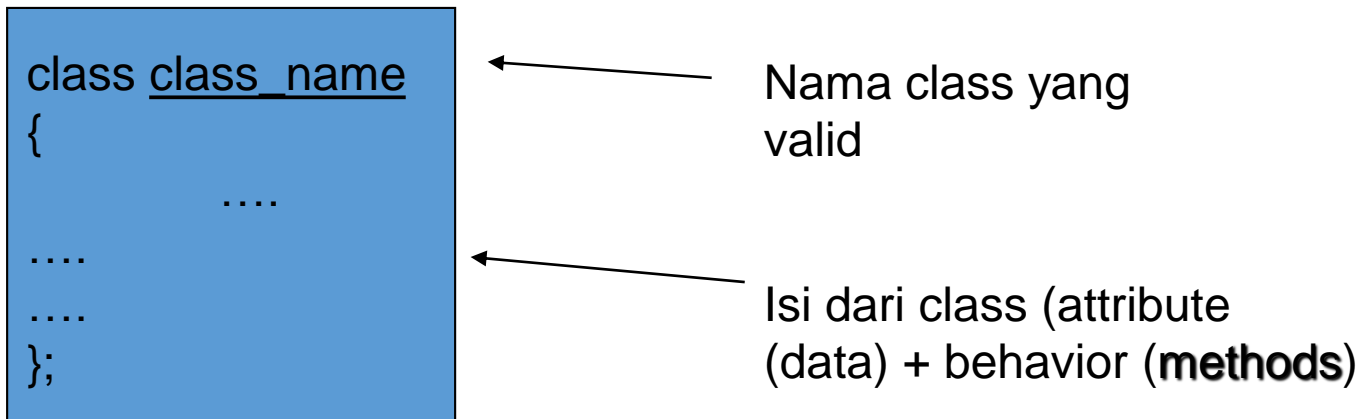 class class_name
{
….
….
….
};
Nama class yang
valid
Isi dari class (attribute
(data) + behavior (methods)